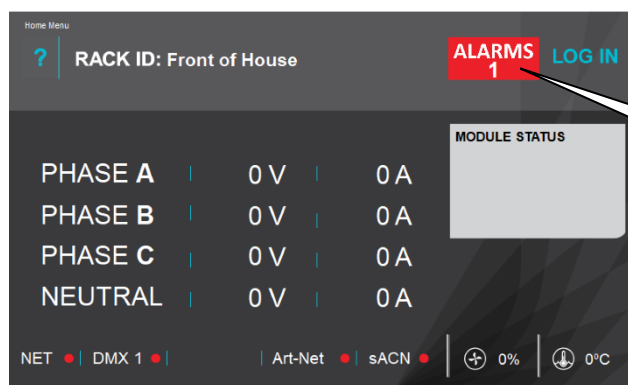 Home Menu
? RACK ID: Front of House
ALARMS
1
LOG IN
MODULE STATUS
PHASE A | 0 V | 0 A
PHASE B | 0 V | 0 A
PHASE C | 0 V | 0 A
NEUTRAL | 0 V | 0 A
NET | DMX 1 | | Art-Net | sACN 0% 0°C